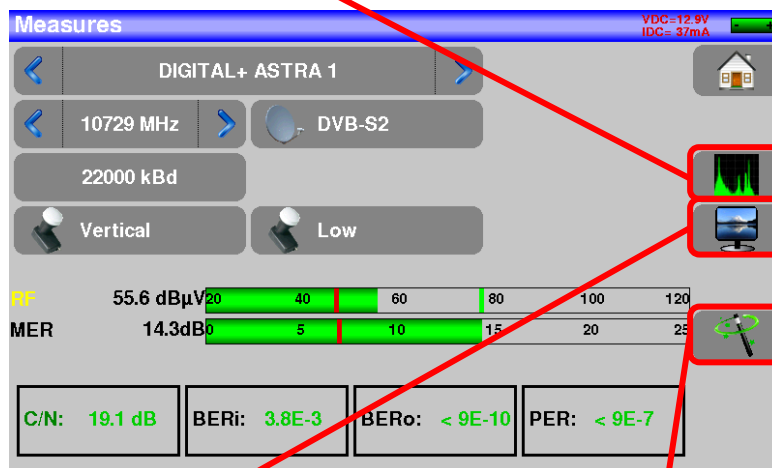 Measures
VDC=12.9V
IDC= 37mA
- +
DIGITAL+ ASTRA 1
10729 MHz
DVB-S2
22000 kBd
Vertical
Low
RF 55.6 dBµV 20 40 60 80 100 120
MER 14.3dB 0 5 10 15 20 25
C/N: 19.1 dB BERi: 3.8E-3 BERo: < 9E-10 PER: < 9E-7